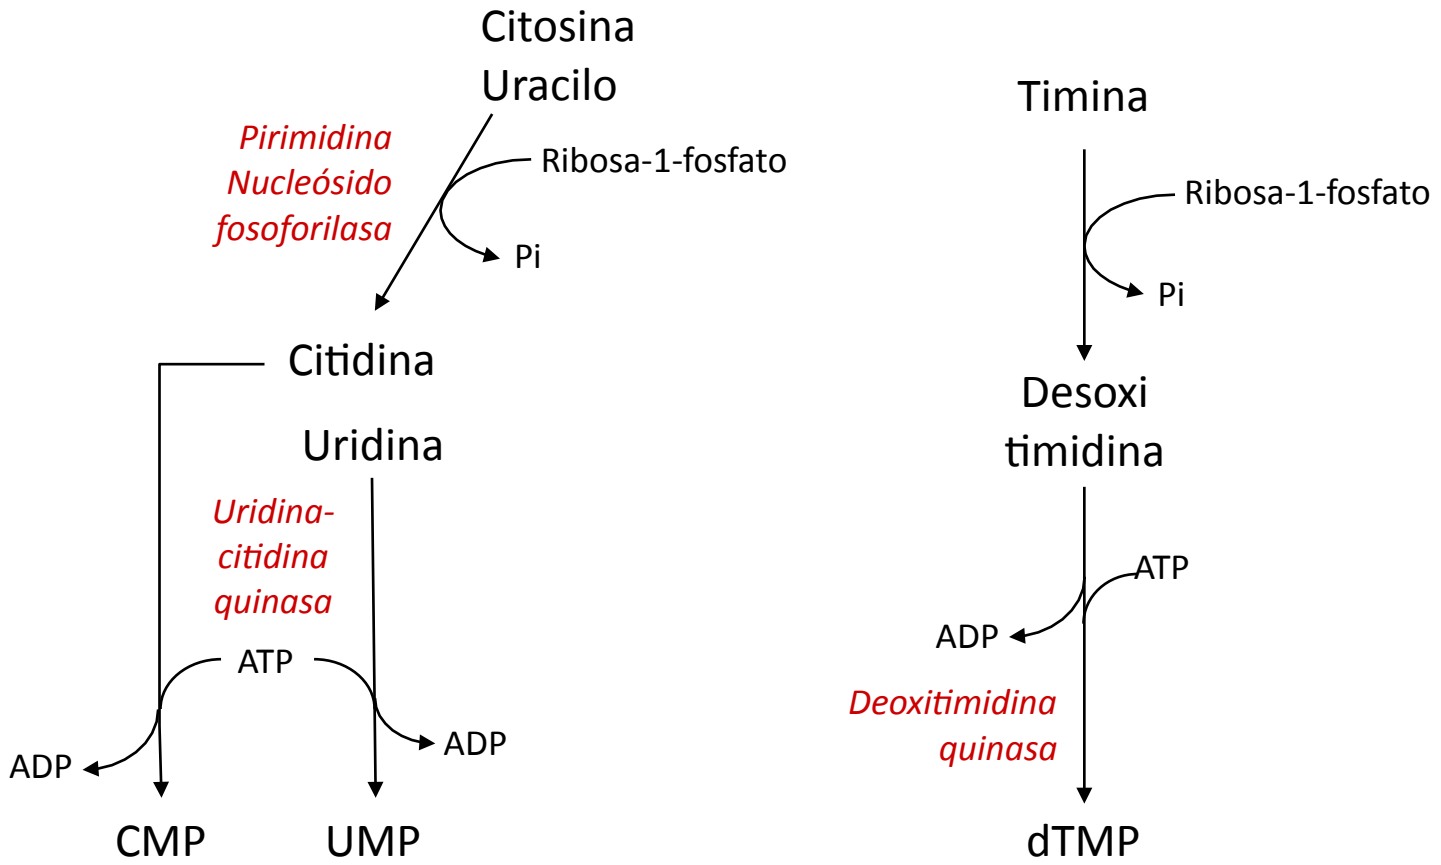 Citosina
Uracilo
Pirimidina
Nucleósido
fosoforilasa
Ribosa-1-fosfato
Pi
Citidina
Uridina
Uridina-
citidina
quinasa
ATP
ADP
ADP
CMP
UMP
Timina
Ribosa-1-fosfato
Pi
Desoxi
timidina
ATP
ADP
Deoxitimidina
quinasa
dTMP